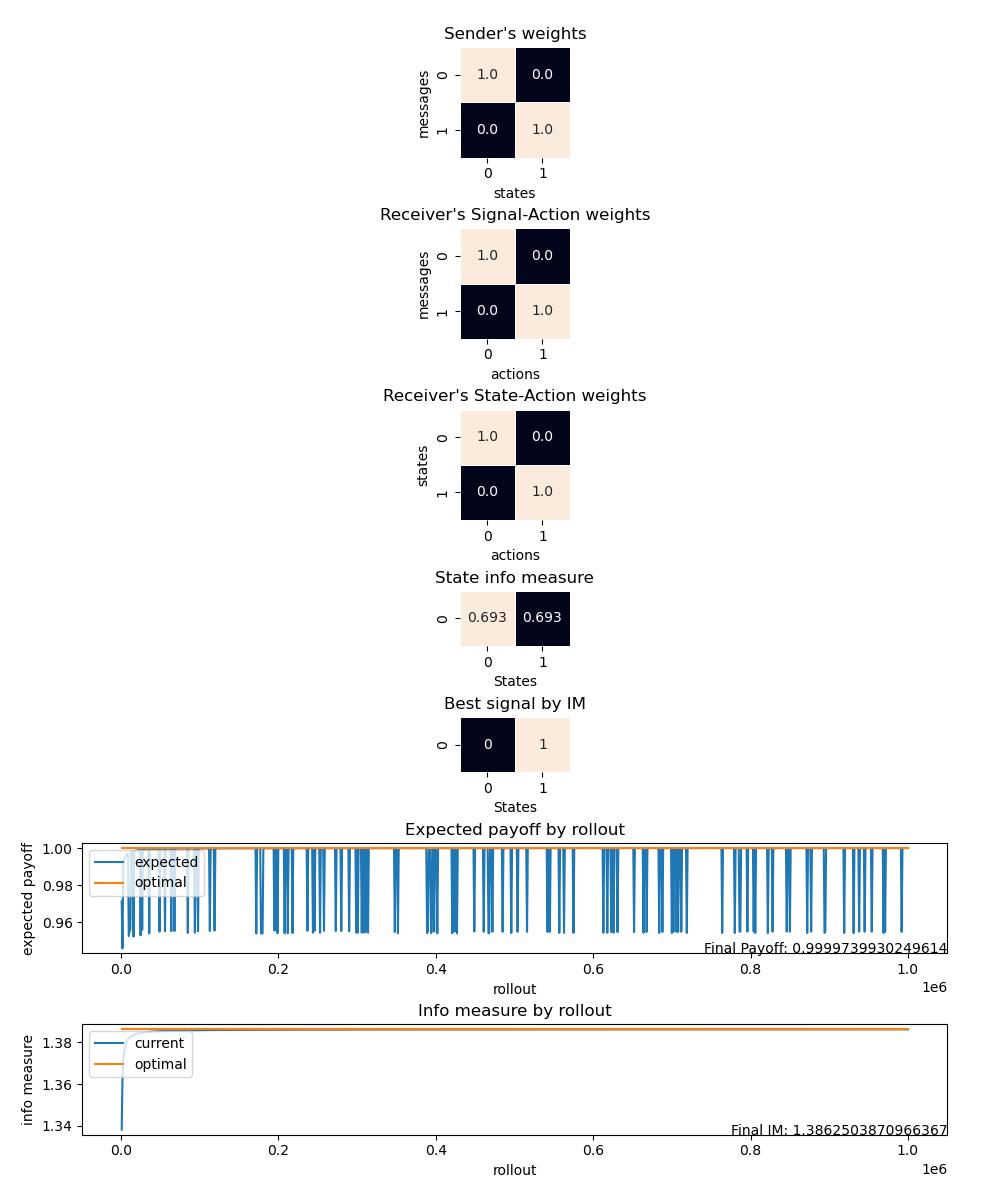 Sender's weights
messages
0
1.0 0.0
1
0.0 1.0
0 1
states
Receiver's Signal-Action weights
messages
0
1.0 0.0
1
0.0 1.0
0 1
actions
Receiver's State-Action weights
states
0
1.0 0.0
1
0.0 1.0
0 1
actions
State info measure
0
0.693 0.693
0 1
States
Best signal by IM
0
0 1
0 1
States
Expected payoff by rollout
expected payoff
1.00
0.98
0.96
expected
optimal
Final Payoff: 0.9999739930249614
0.0 0.2 0.4 0.6 0.8 1.0
rollout
1e6
Info measure by rollout
info measure
1.38
1.36
1.34
current
optimal
Final IM: 1.3862503870966367
0.0 0.2 0.4 0.6 0.8 1.0
rollout
1e6